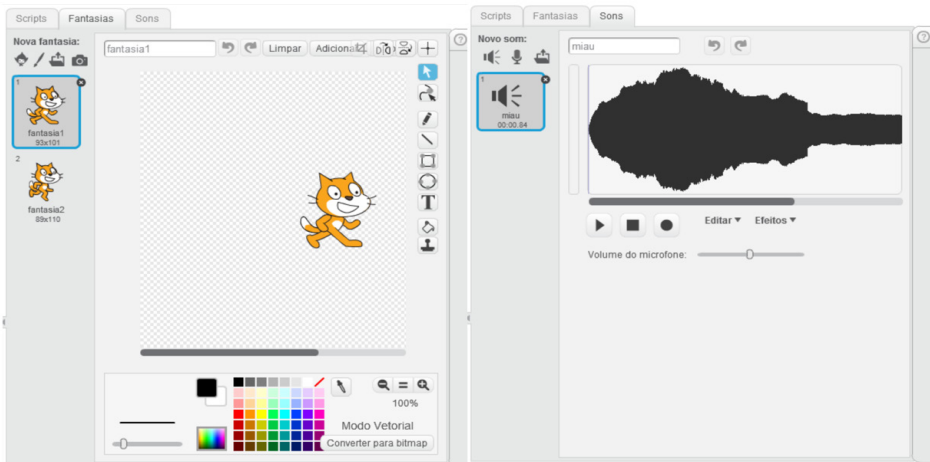 Scripts Fantasias Sons
Nova fantasia:
fantasia1 Limpar Adicionar
1
fantasia1
93x101
2
fantasia2
89x110
T
100%
Modo Vetorial
Converter para bitmap
Scripts Fantasias Sons
Novo som:
miau
1
miau
00:00.84
Editar Efeitos
Volume do microfone: